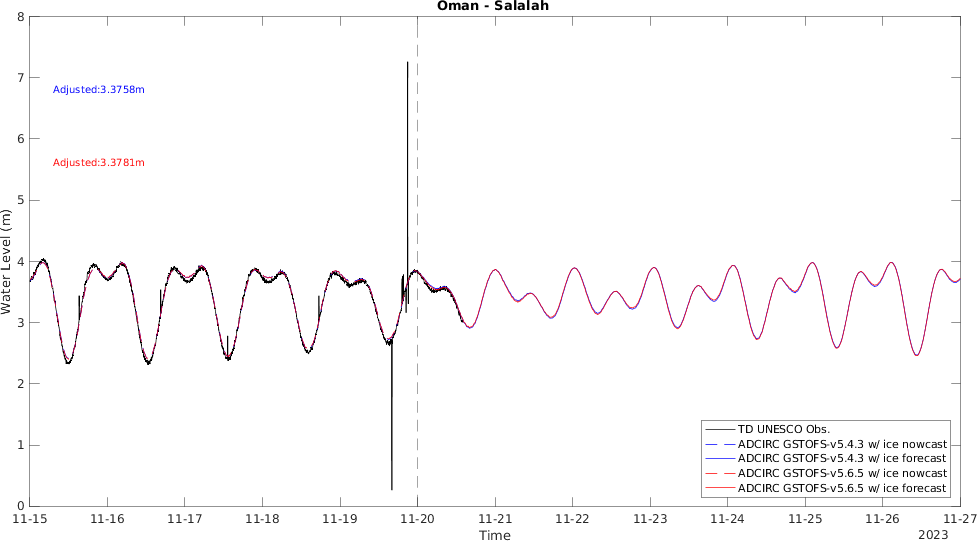 Oman - Salalah
8
7
6
5
4
3
2
1
0
Water Level (m)
Adjusted:3.3758m
Adjusted:3.3781m
TD UNESCO Obs.
ADCIRC GSTOFS-v5.4.3 w/ ice nowcast
ADCIRC GSTOFS-v5.4.3 w/ ice forecast
ADCIRC GSTOFS-v5.6.5 w/ ice nowcast
ADCIRC GSTOFS-v5.6.5 w/ ice forecast
11-15 11-16 11-17 11-18 11-19 11-20 11-21 11-22 11-23 11-24 11-25 11-26 11-27
Time
2023